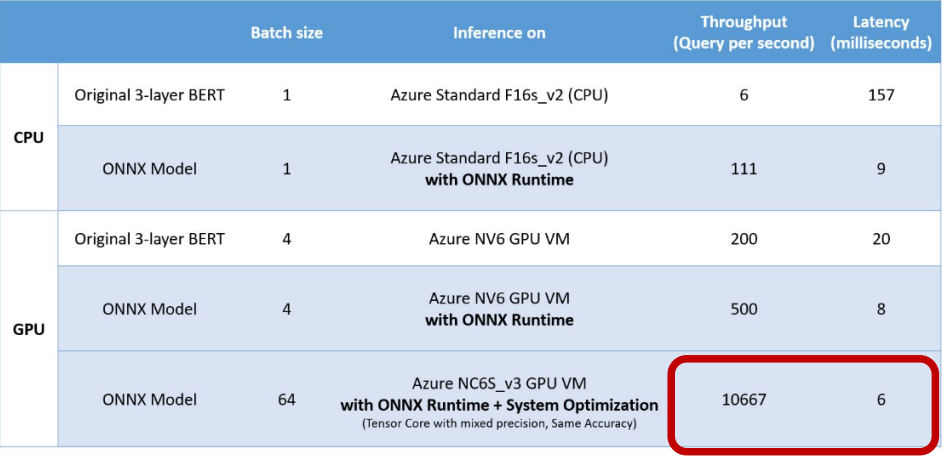 Batch size Inference on Throughput (Query per second) Latency (milliseconds)
CPU
Original 3-layer BERT 1 Azure Standard F16s_v2 (CPU) 6 157
ONNX Model 1 Azure Standard F16s_v2 (CPU) with ONNX Runtime 111 9
GPU
Original 3-layer BERT 4 Azure NV6 GPU VM 200 20
ONNX Model 4 Azure NV6 GPU VM with ONNX Runtime 500 8
ONNX Model 64 Azure NC6S_v3 GPU VM with ONNX Runtime + System Optimization (Tensor Core with mixed precision, Same Accuracy) 10667 6